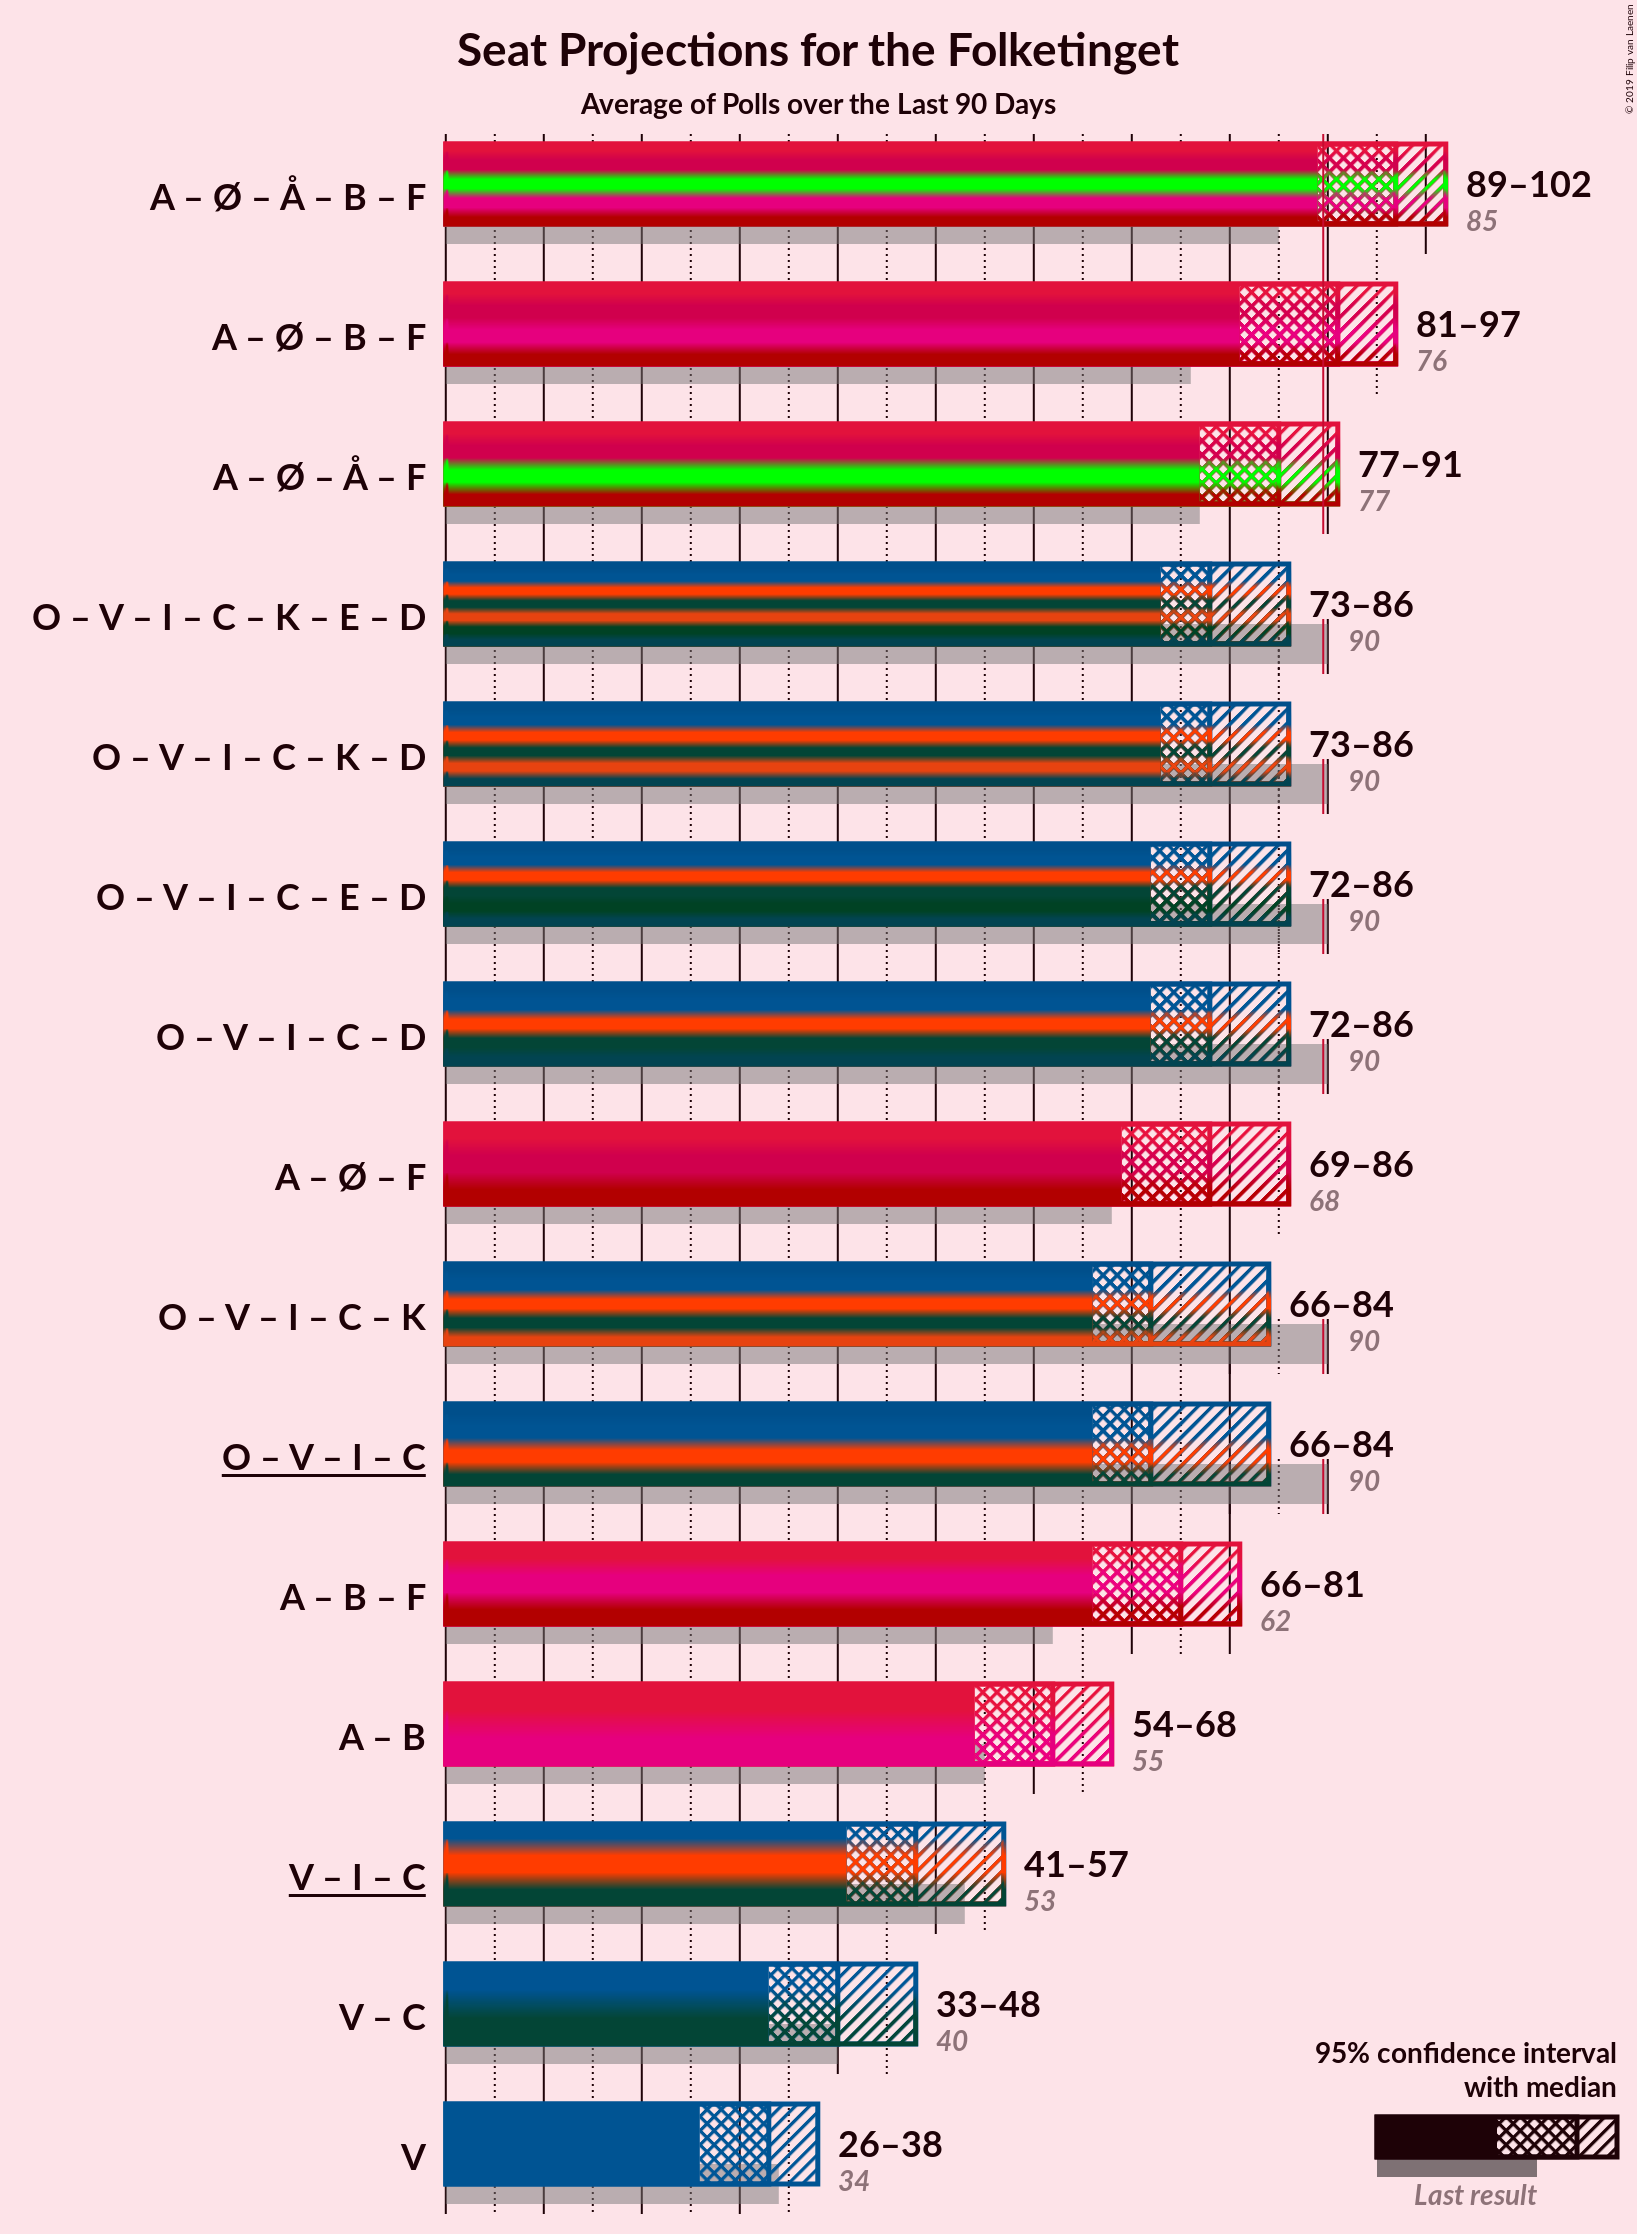 © 2019 Filip van Laenen
Seat Projections for the Folketinget
Average of Polls over the Last 90 Days
A – Ø – Å – B – F
89–102
85
A – Ø – B – F
81–97
76
A – Ø – Å – F
77–91
77
O – V – I – C – K – E – D
73–86
90
O – V – I – C – K – D
73–86
90
O – V – I – C – E – D
72–86
90
O – V – I – C – D
72–86
90
A – Ø – F
69–86
68
O – V – I – C – K
66–84
90
O – V – I – C
66–84
90
A – B – F
66–81
62
A – B
54–68
55
V – I – C
41–57
53
V – C
33–48
40
V
26–38
34
95% confidence interval
with median
Last result